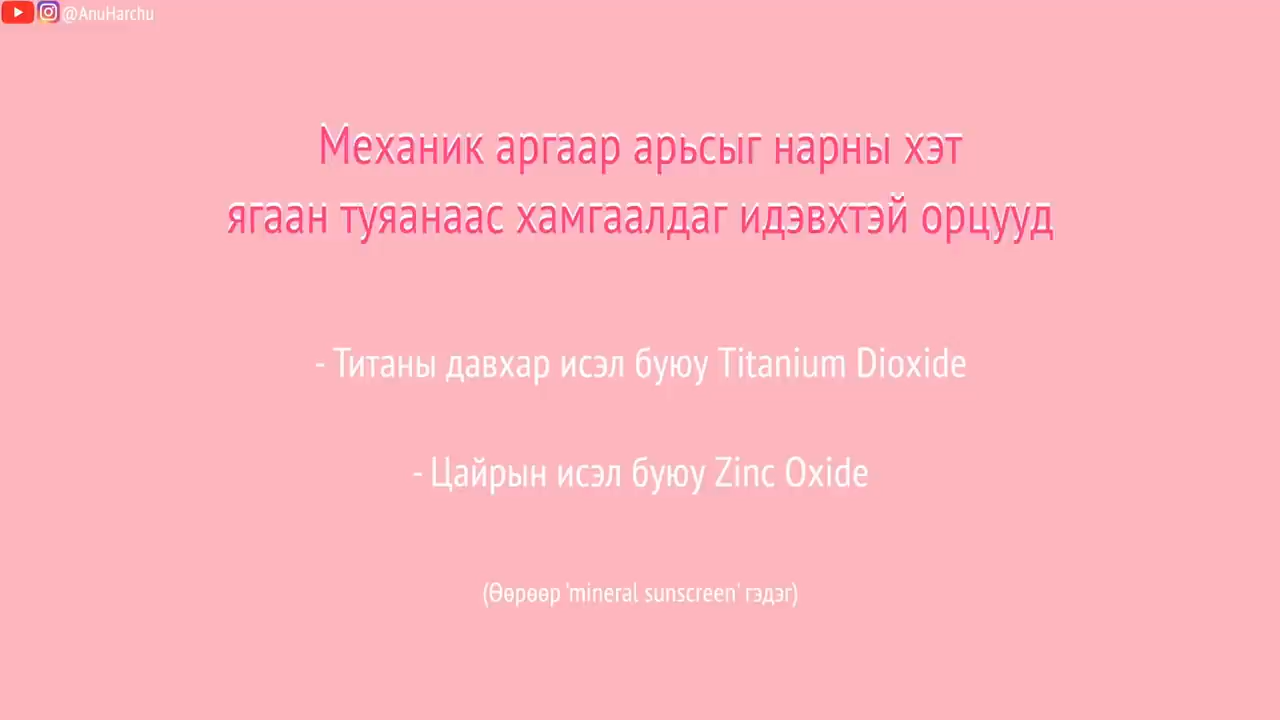 @AnuHarchu
Механик аргаар арьсыг нарны хэт
ягаан туяанаас хамгаалдаг идэвхтэй орцууд
- Титаны давхар исэл буюу Titanium Dioxide
- Цайрын исэл буюу Zinc Oxide
(Өөрөөр 'mineral sunscreen' гэдэг)